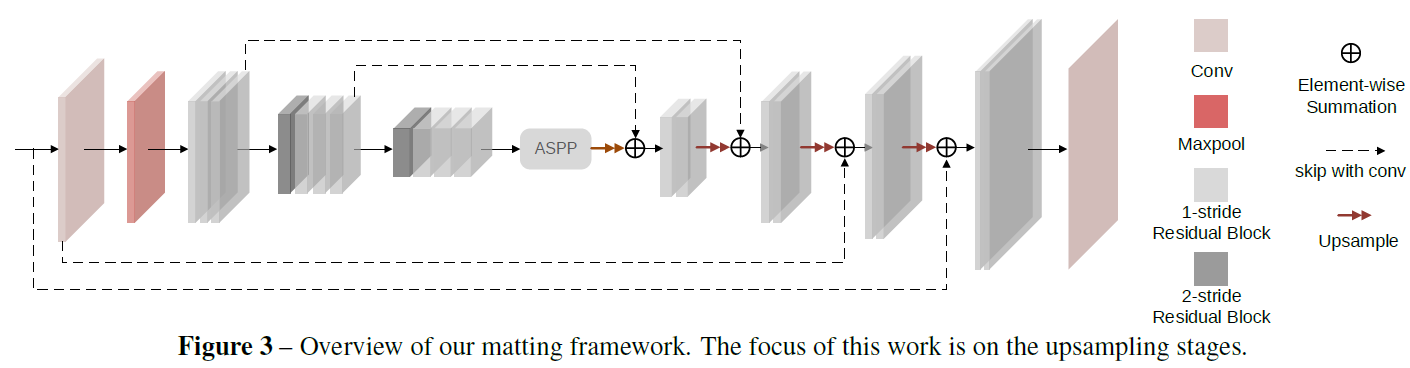 ASPP
Conv
Maxpool
1-stride
Residual Block
2-stride
Residual Block
Element-wise
Summation
skip with conv
Upsample
Figure 3 – Overview of our matting framework. The focus of this work is on the upsampling stages.